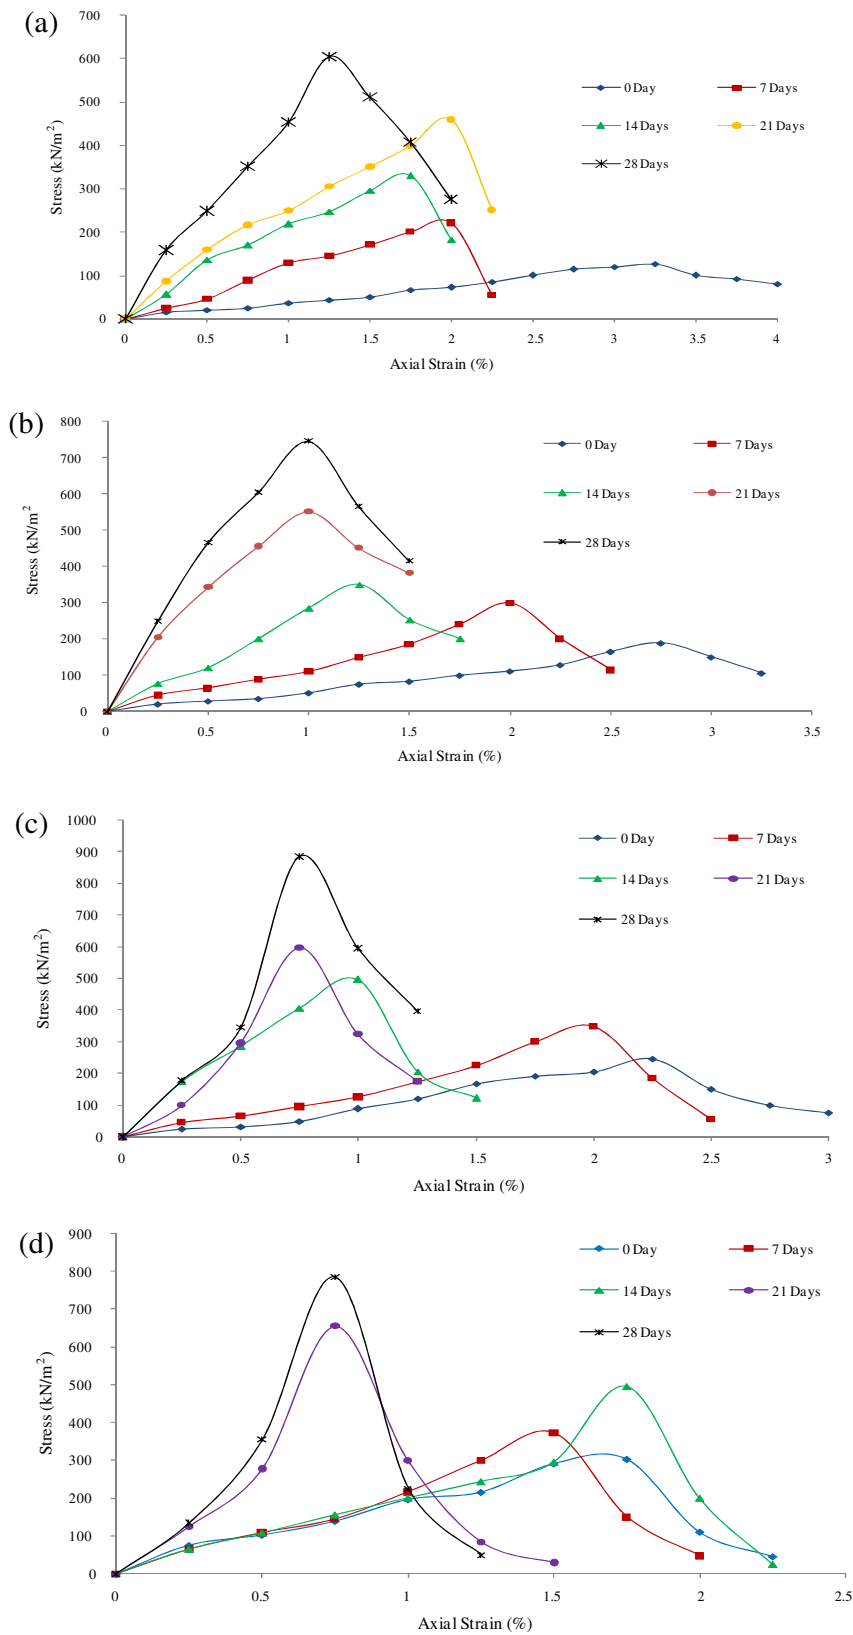 (a)
700
600
500
400
300
200
100
0
Stress (kN/m2)
0 0.5 1 1.5 2 2.5 3 3.5 4
Axial Strain (%)
0 Day 7 Days
14 Days 21 Days
28 Days
(b)
800
700
600
500
400
300
200
100
0
Stress (kN/m2
0 0.5 1 1.5 2 2.5 3 3.5
Axial Strain (%)
0 Day 7 Days
14 Days 21 Days
28 Days
(c)
1000
900
800
700
600
500
400
300
200
100
0
Stress (kN/m2)
0 0.5 1 1.5 2 2.5 3
Axial Strain (%)
0 Day 7 Days
14 Days 21 Days
28 Days
(d)
900
800
700
600
500
400
300
200
100
0
Stress (kN/m2)
0 0.5 1 1.5 2 2.5
Axial Strain (%)
0 Day 7 Days
14 Days 21 Days
28 Days